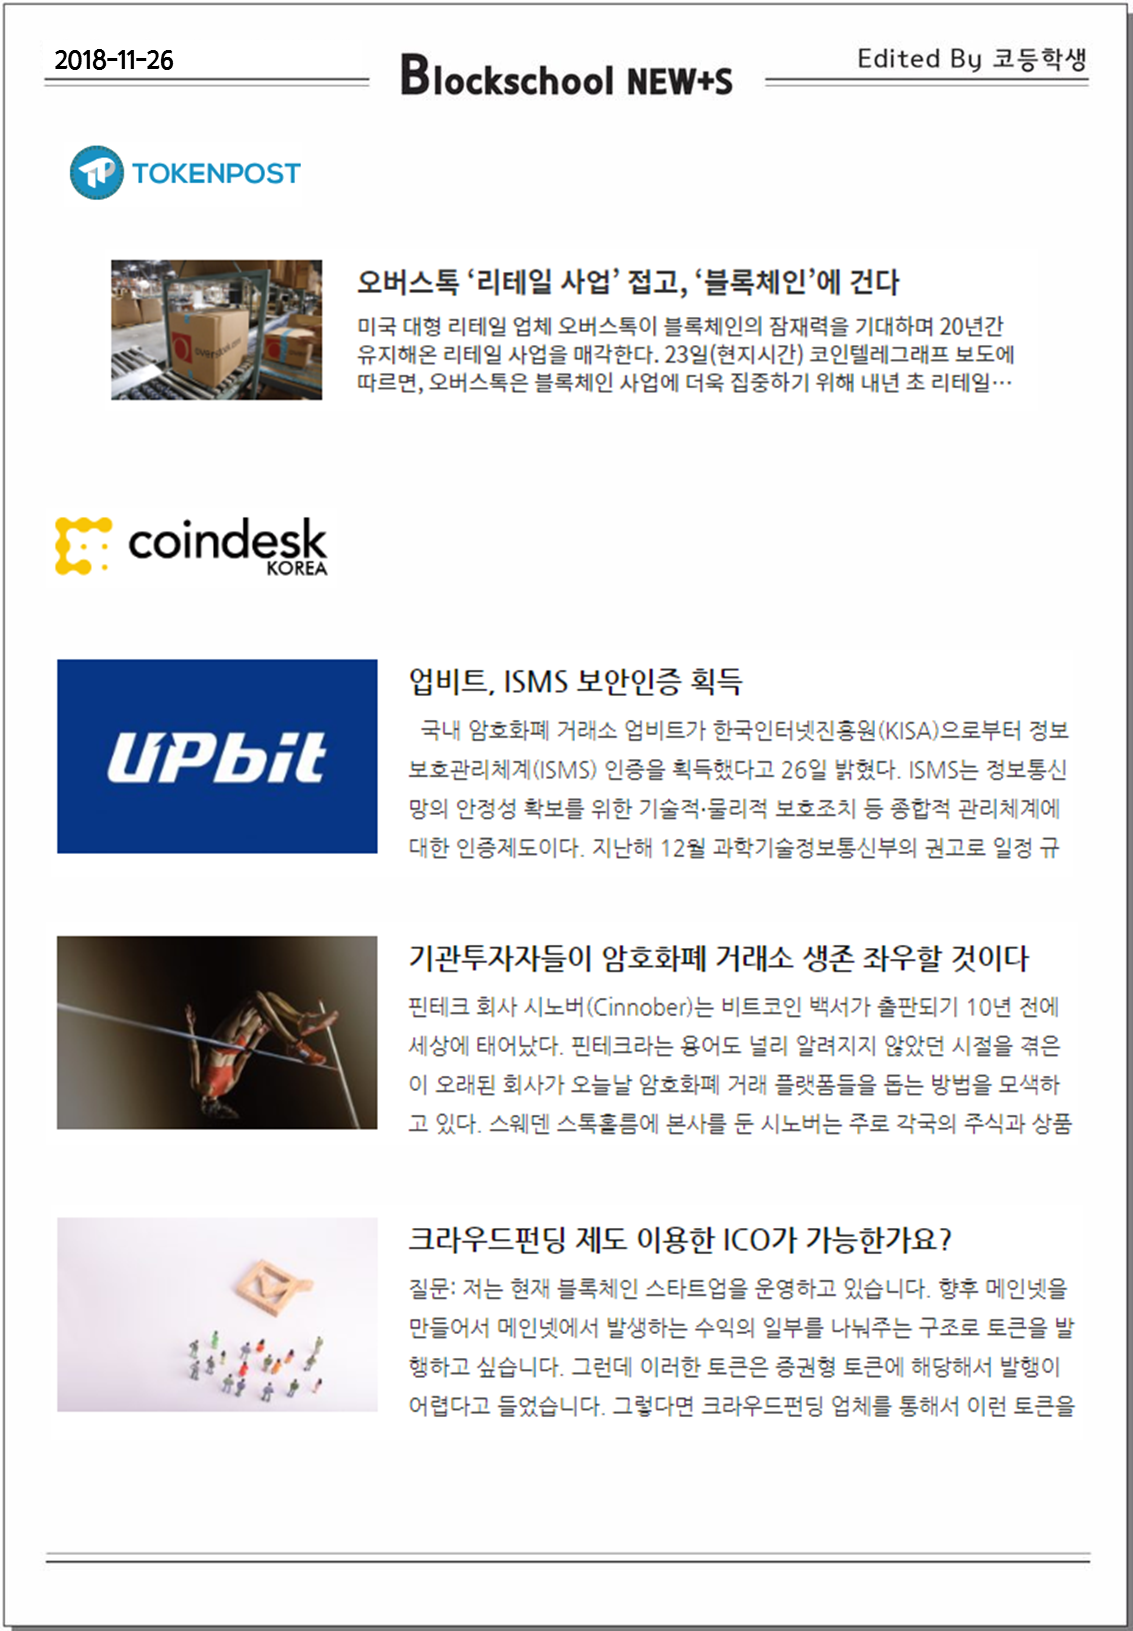 2018-11-26
Blockschool NEW+S
Edited By 코등학생
TOKENPOST
overstock.com
오버스톡 ‘리테일 사업’ 접고, ‘블록체인’에 건다
미국 대형 리테일 업체 오버스톡이 블록체인의 잠재력을 기대하며 20년간
유지해온 리테일 사업을 매각한다. 23일(현지시간) 코인텔레그래프 보도에
따르면, 오버스톡은 블록체인 사업에 더욱 집중하기 위해 내년 초 리테일…
coindesk
KOREA
UPbit
업비트, ISMS 보안인증 획득
국내 암호화폐 거래소 업비트가 한국인터넷진흥원(KISA)으로부터 정보
보호관리체계(ISMS) 인증을 획득했다고 26일 밝혔다. ISMS는 정보통신
망의 안정성 확보를 위한 기술적·물리적 보호조치 등 종합적 관리체계에
대한 인증제도이다. 지난해 12월 과학기술정보통신부의 권고로 일정 규
기관투자자들이 암호화폐 거래소 생존 좌우할 것이다
핀테크 회사 시노버(Cinnober)는 비트코인 백서가 출판되기 10년 전에
세상에 태어났다. 핀테크라는 용어도 널리 알려지지 않았던 시절을 겪은
이 오래된 회사가 오늘날 암호화폐 거래 플랫폼들을 돕는 방법을 모색하
고 있다. 스웨덴 스톡홀름에 본사를 둔 시노버는 주로 각국의 주식과 상품
크라우드펀딩 제도 이용한 ICO가 가능한가요?
질문: 저는 현재 블록체인 스타트업을 운영하고 있습니다. 향후 메인넷을
만들어서 메인넷에서 발생하는 수익의 일부를 나눠주는 구조로 토큰을 발
행하고 싶습니다. 그런데 이러한 토큰은 증권형 토큰에 해당해서 발행이
어렵다고 들었습니다. 그렇다면 크라우드펀딩 업체를 통해서 이런 토큰을